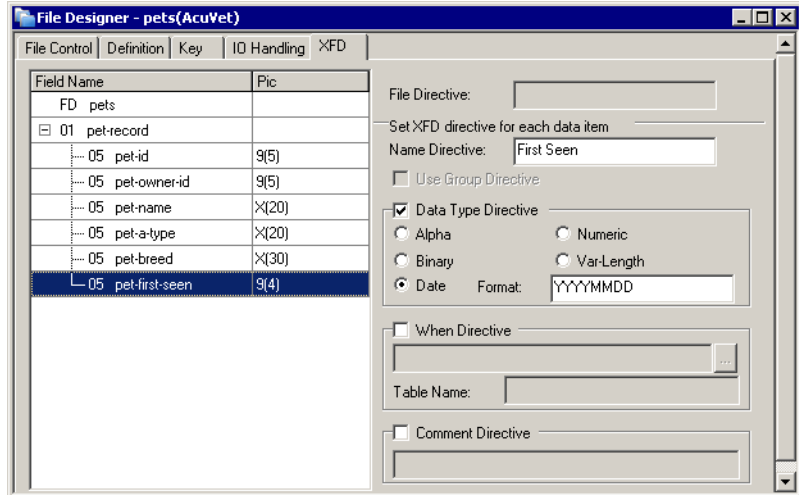 File Designer - pets(AcuVet)
File Control Definition Key IO Handling XFD
Field Name Pic
FD pets
01 pet-record
05 pet-id 9(5)
05 pet-owner-id 9(5)
05 pet-name X(20)
05 pet-a-type X(20)
05 pet-breed X(30)
05 pet-first-seen 9(4)
File Directive:
Set XFD directive for each data item
Name Directive: First Seen
Use Group Directive
Data Type Directive
Alpha Numeric
Binary Var-Length
Date Format: YYYYMMDD
When Directive
...
Table Name:
Comment Directive